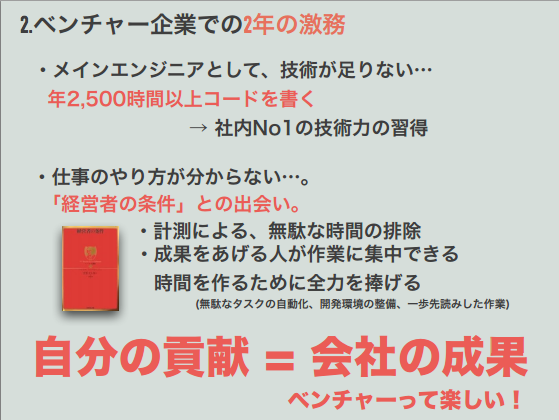 2.ベンチャー企業での2年の激務
・メインエンジニアとして、技術が足りない…
年2,500時間以上コードを書く
→ 社内No1の技術力の習得
・仕事のやり方が分からない…。
「経営者の条件」との出会い。
・計測による、無駄な時間の排除
・成果をあげる人が作業に集中できる
時間を作るために全力を捧げる
(無駄なタスクの自動化、開発環境の整備、一歩先読みした作業)
自分の貢献 = 会社の成果
ベンチャーって楽しい！